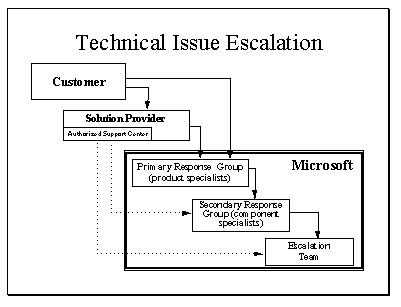 Technical Issue Escalation
Customer
Solution Provider
Authorized Support Center
Microsoft
Primary Response Group
(product specialists)
Secondary Response
Group (component
specialists)
Escalation
Team